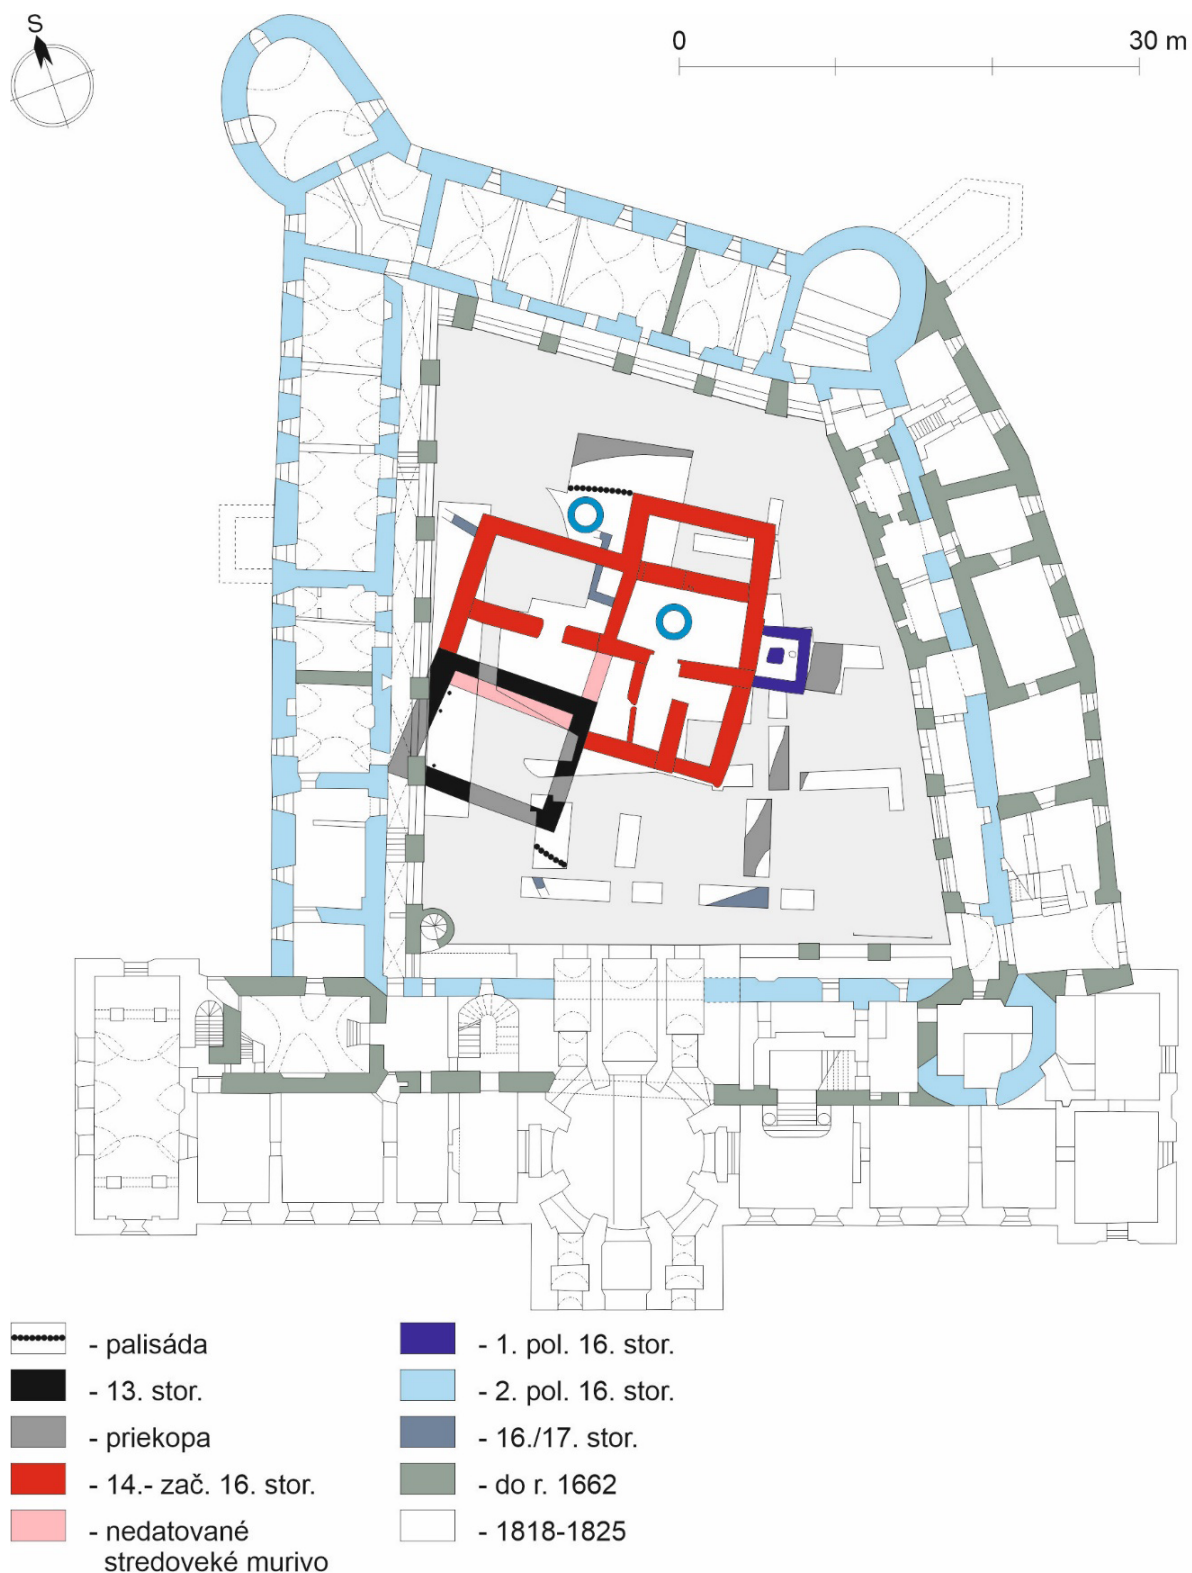 S
0 30 m
- palisáda
- 13. stor.
- priekopa
- 14.- zač. 16. stor.
- nedatované
stredoveké murivo
- 1. pol. 16. stor.
- 2. pol. 16. stor.
- 16./17. stor.
- do r. 1662
- 1818-1825